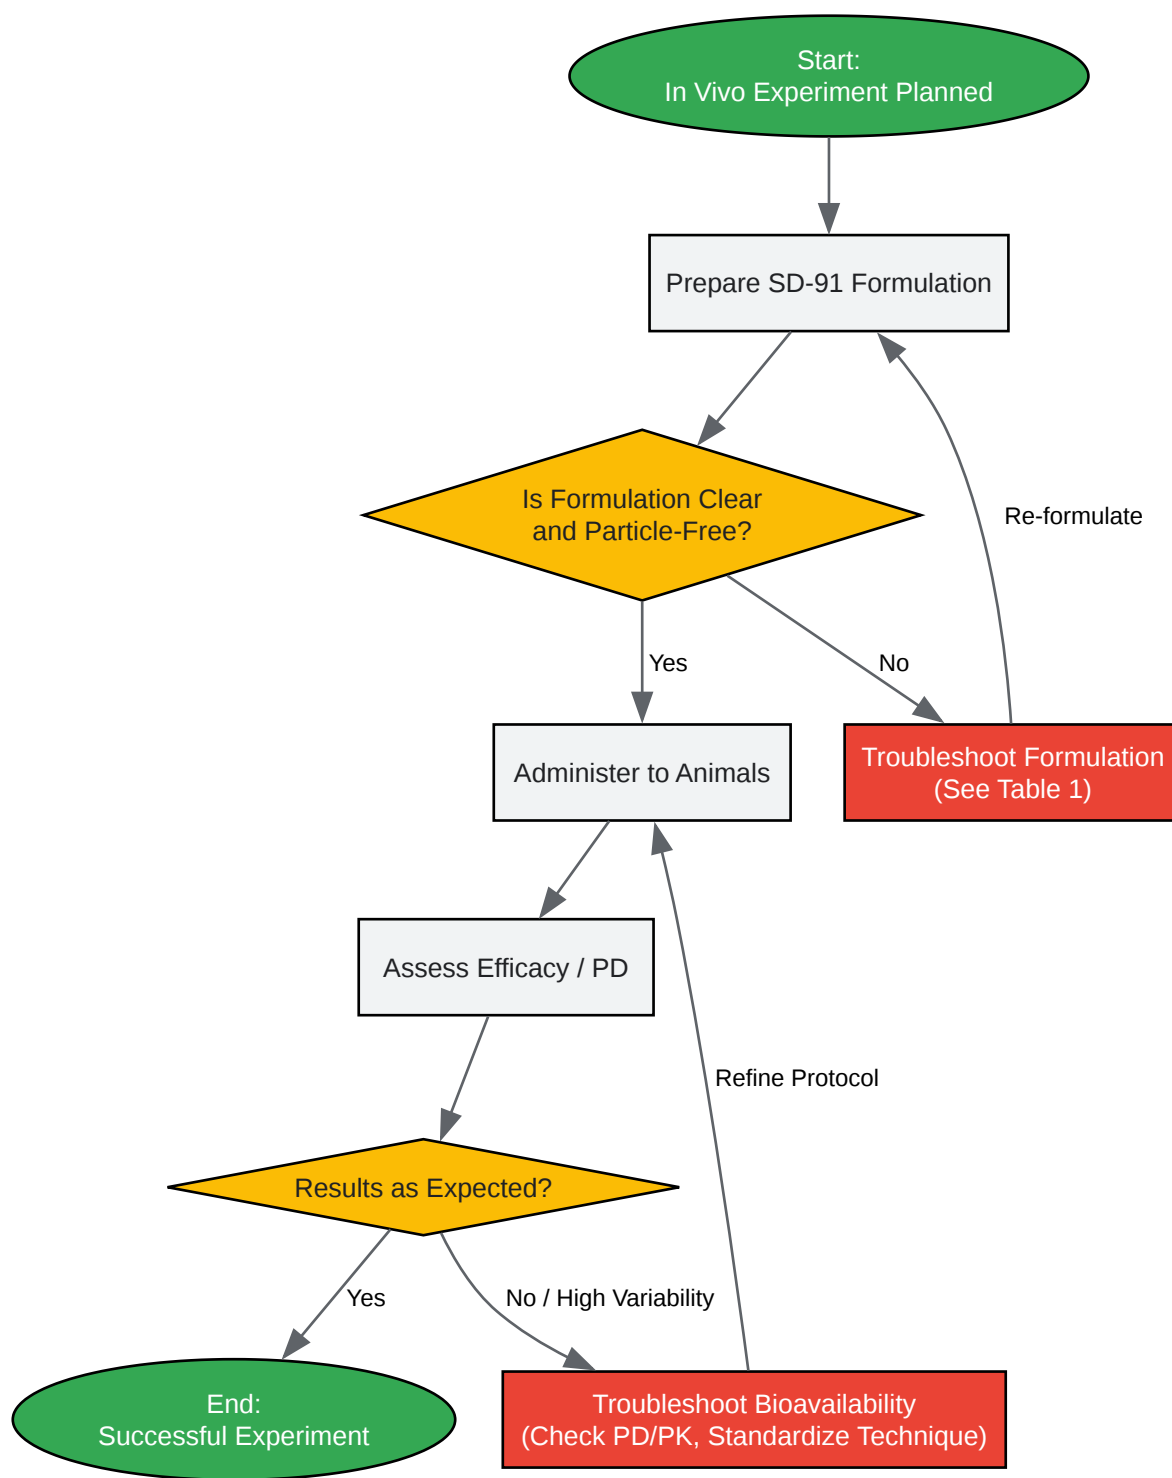 Start:
In Vivo Experiment Planned
Prepare SD-91 Formulation
Is Formulation Clear
and Particle-Free?
Re-formulate
Yes
No
Administer to Animals
Troubleshoot Formulation
(See Table 1)
Assess Efficacy / PD
Refine Protocol
Results as Expected?
Yes
No / High Variability
End:
Successful Experiment
Troubleshoot Bioavailability
(Check PD/PK, Standardize Technique)